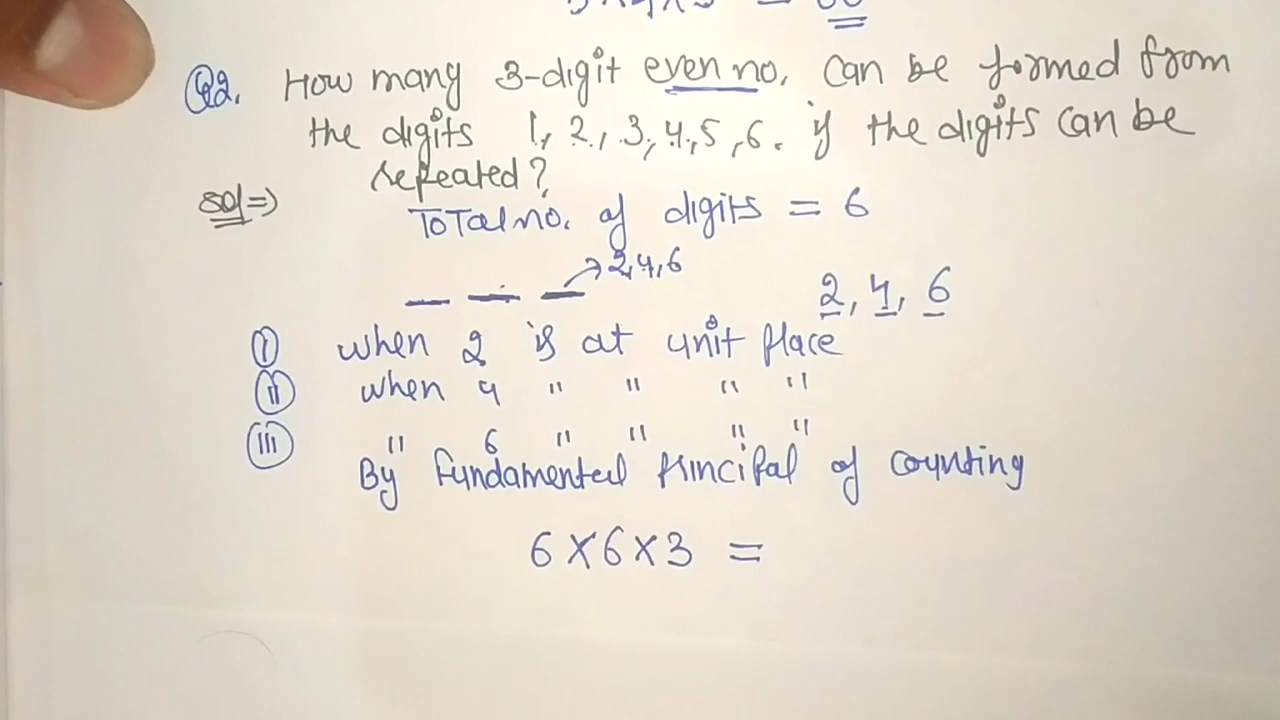 Q2. How many 3-digit even no. can be formed from
the digits 1, 2, 3, 4, 5, 6. if the digits can be
repeated?
Sol⇒
Total no. of digits = 6
→2,4,6
2, 4, 6
(i) when 2 is at unit place
(ii) when 4 " " " "
(iii) " 6 " " " "
By fundamental principal of counting
6×6×3 =